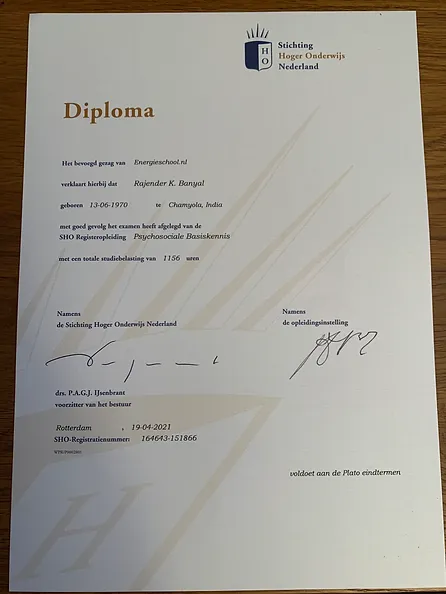 H
O
Stichting
Hoger Onderwijs
Nederland
Diploma
Het bevoegd gezag van Energieschool.nl
verklaart hierbij dat Rajender K. Banyal
geboren 13-06-1970 te Chamyola, India
met goed gevolg het examen heeft afgelegd van de
SHO Registeropleiding Psychosociale Basiskennis
met een totale studiebelasting van 1156 uren
Namens
de Stichting Hoger Onderwijs Nederland
Namens
de opleidingsinstelling
drs. P.A.G.J. IJsenbrant
voorzitter van het bestuur
Rotterdam , 19-04-2021
SHO-Registratienummer: 164643-151866
voldoet aan de Plato eindtermen
H